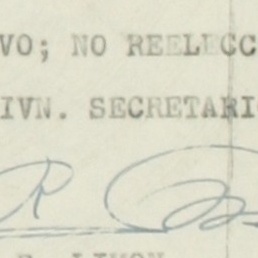 VO; NO REELECC
IVN. SECRETARI